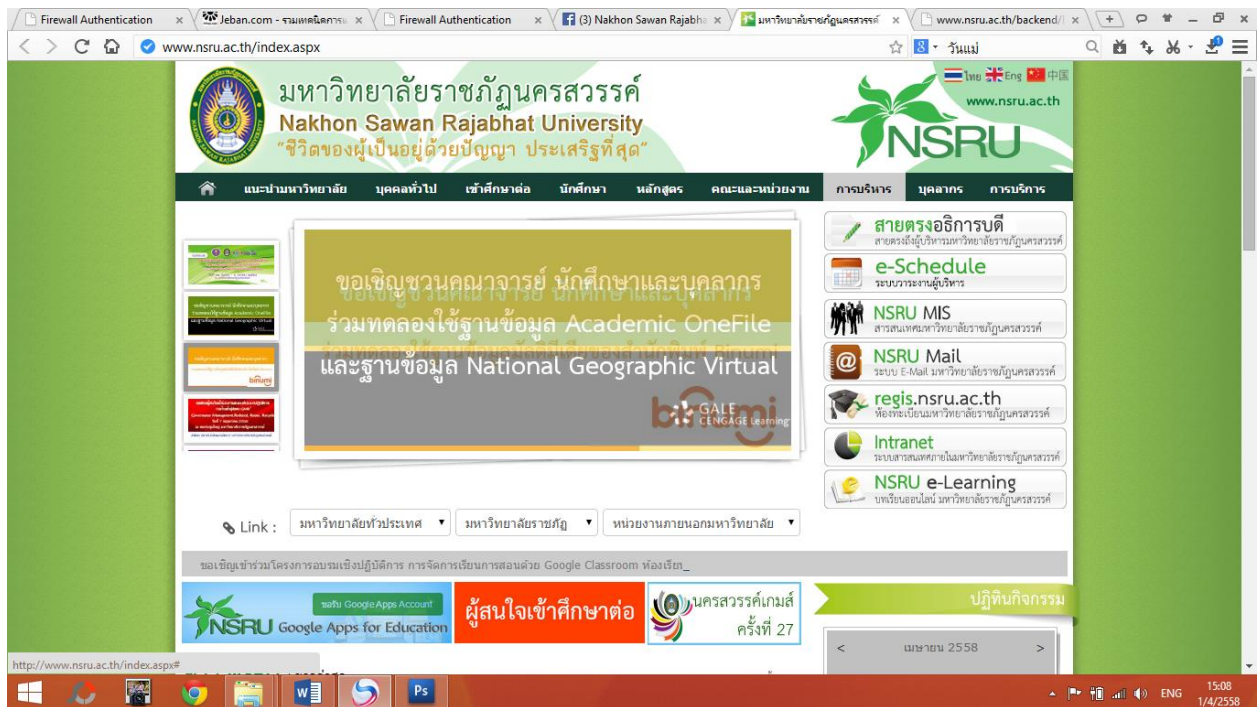 Firewall Authentication
Jeban.com - รวมเทคนิคการแ
Firewall Authentication
(3) Nakhon Sawan Rajabha
มหาวิทยาลัยราชภัฏนครสวรรค์
www.nsru.ac.th/backend/
www.nsru.ac.th/index.aspx
วันแม่
มหาวิทยาลัยราชภัฏนครสวรรค์
Nakhon Sawan Rajabhat University
"ชีวิตของผู้เป็นอยู่ด้วยปัญญา ประเสริฐที่สุด"
ไทย Eng 中国
www.nsru.ac.th
NSRU
แนะนำมหาวิทยาลัย บุคคลทั่วไป เข้าศึกษาต่อ นักศึกษา หลักสูตร คณะและหน่วยงาน การบริหาร บุคลากร การบริการ
ขอเชิญชวนคณาจารย์ นักศึกษาและบุคลากร
ร่วมทดลองใช้ฐานข้อมูล Academic OneFile
และฐานข้อมูล National Geographic Virtual
binumi
GALE
CENGAGE Learning
binumi
สายตรงอธิการบดี
สายตรงถึงผู้บริหารมหาวิทยาลัยราชภัฏนครสวรรค์
e-Schedule
ระบบวาระงานผู้บริหาร
NSRU MIS
สารสนเทศมหาวิทยาลัยราชภัฏนครสวรรค์
NSRU Mail
ระบบ E-Mail มหาวิทยาลัยราชภัฏนครสวรรค์
regis.nsru.ac.th
ห้องทะเบียนมหาวิทยาลัยราชภัฏนครสวรรค์
Intranet
ระบบสารสนเทศภายในมหาวิทยาลัยราชภัฏนครสวรรค์
NSRU e-Learning
บทเรียนออนไลน์ มหาวิทยาลัยราชภัฏนครสวรรค์
Link : มหาวิทยาลัยทั่วประเทศ มหาวิทยาลัยราชภัฏ หน่วยงานภายนอกมหาวิทยาลัย
ขอเชิญเข้าร่วมโครงการอบรมเชิงปฏิบัติการ การจัดการเรียนการสอนด้วย Google Classroom ห้องเรียก_
ขอรับ Google Apps Account
NSRU Google Apps for Education
ผู้สนใจเข้าศึกษาต่อ
นครสวรรค์เกมส์
ครั้งที่ 27
ปฏิทินกิจกรรม
< เมษายน 2558 >
http://www.nsru.ac.th/index.aspx#
ENG
15:08
1/4/2558